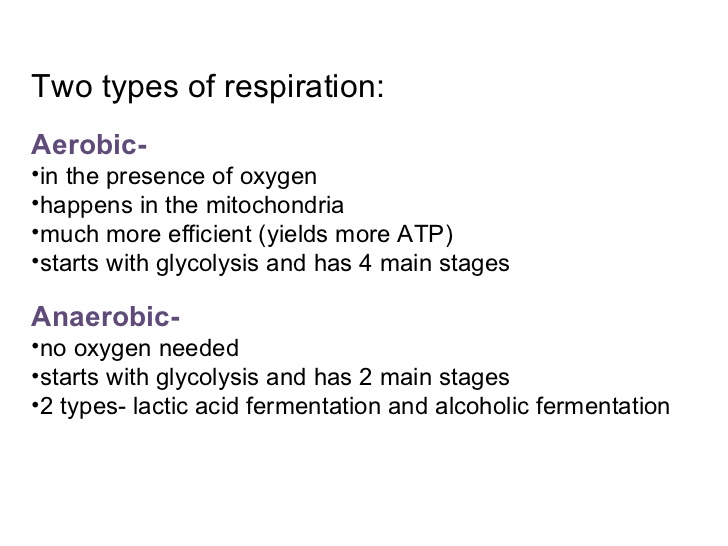 Two types of respiration:
Aerobic-
•in the presence of oxygen
•happens in the mitochondria
•much more efficient (yields more ATP)
•starts with glycolysis and has 4 main stages
Anaerobic-
•no oxygen needed
•starts with glycolysis and has 2 main stages
•2 types- lactic acid fermentation and alcoholic fermentation